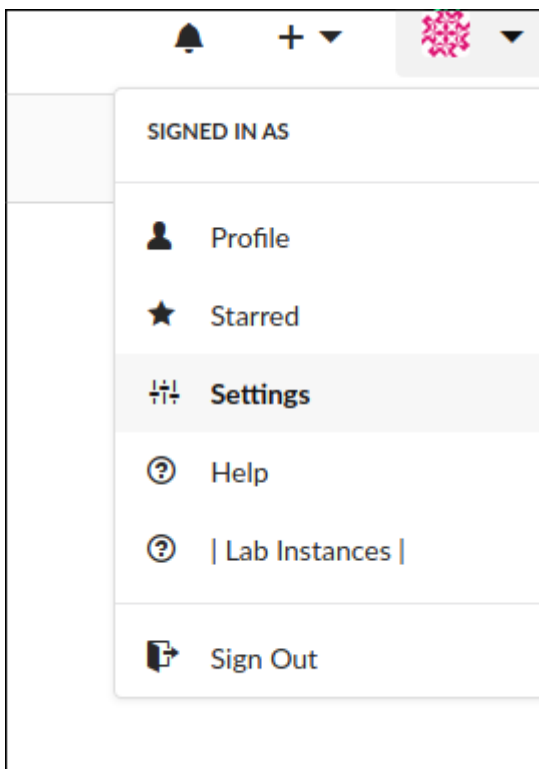 SIGNED IN AS
Profile
Starred
Settings
Help
| Lab Instances |
Sign Out